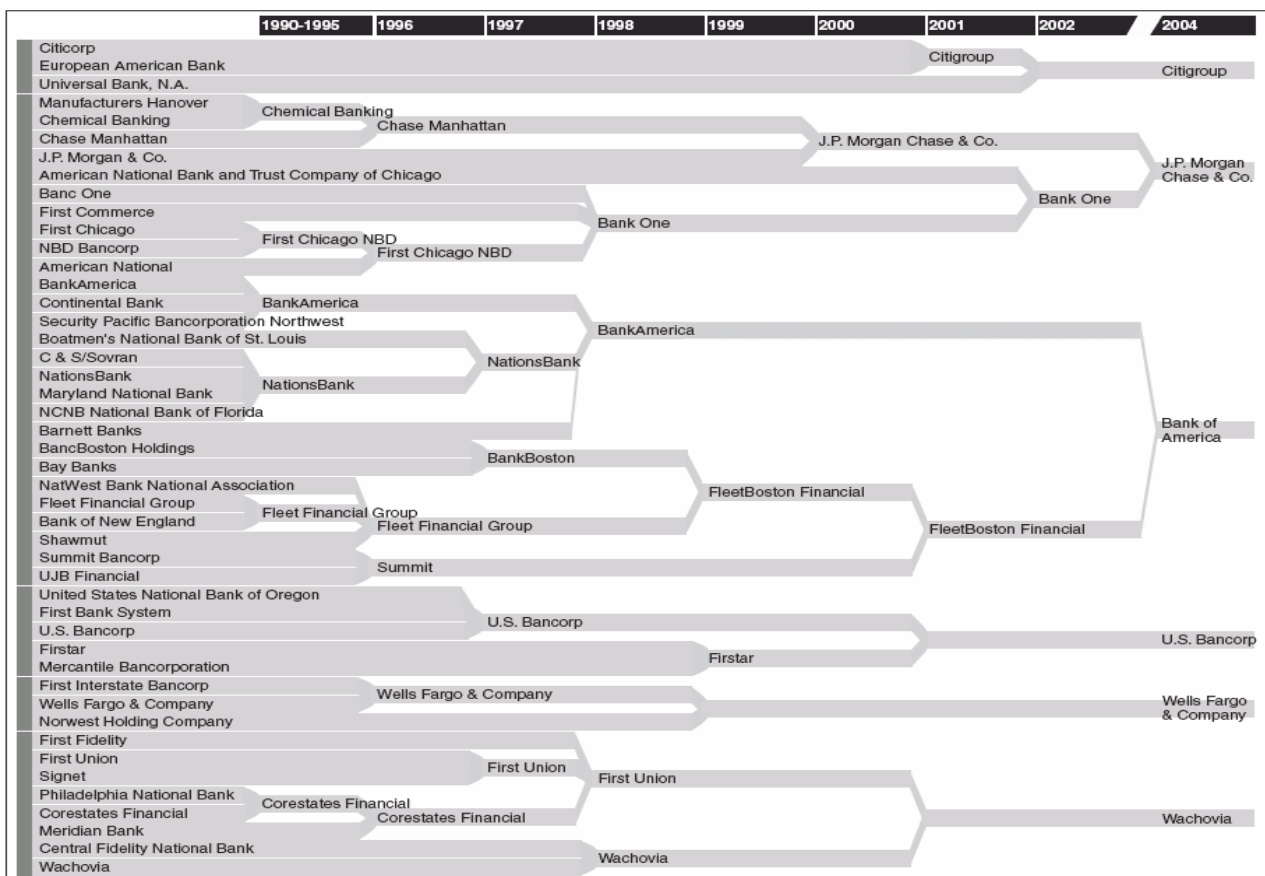 1990-1995 1996 1997 1998 1999 2000 2001 2002 2004
Citicorp
European American Bank
Citigroup
Citigroup
Universal Bank, N.A.
Manufacturers Hanover
Chemical Banking
Chemical Banking
Chase Manhattan
Chase Manhattan
J.P. Morgan Chase & Co.
J.P. Morgan & Co.
J.P. Morgan
Chase & Co.
American National Bank and Trust Company of Chicago
Banc One
Bank One
First Commerce
First Chicago
Bank One
NBD Bancorp
First Chicago NBD
First Chicago NBD
American National
BankAmerica
Continental Bank
BankAmerica
Security Pacific Bancorporation Northwest
BankAmerica
Boatmen's National Bank of St. Louis
C & S/Sovran
NationsBank
NationsBank
NationsBank
Maryland National Bank
NCNB National Bank of Florida
Barnett Banks
Bank of
America
BancBoston Holdings
BankBoston
Bay Banks
NatWest Bank National Association
FleetBoston Financial
Fleet Financial Group
Fleet Financial Group
Bank of New England
Fleet Financial Group
FleetBoston Financial
Shawmut
Summit Bancorp
Summit
UJB Financial
United States National Bank of Oregon
First Bank System
U.S. Bancorp
U.S. Bancorp
U.S. Bancorp
Firstar
Firstar
Mercantile Bancorporation
First Interstate Bancorp
Wells Fargo & Company
Wells Fargo & Company
Wells Fargo
& Company
Norwest Holding Company
First Fidelity
First Union
First Union
Signet
First Union
Philadelphia National Bank
Corestates Financial
Corestates Financial
Corestates Financial
Wachovia
Meridian Bank
Central Fidelity National Bank
Wachovia
Wachovia